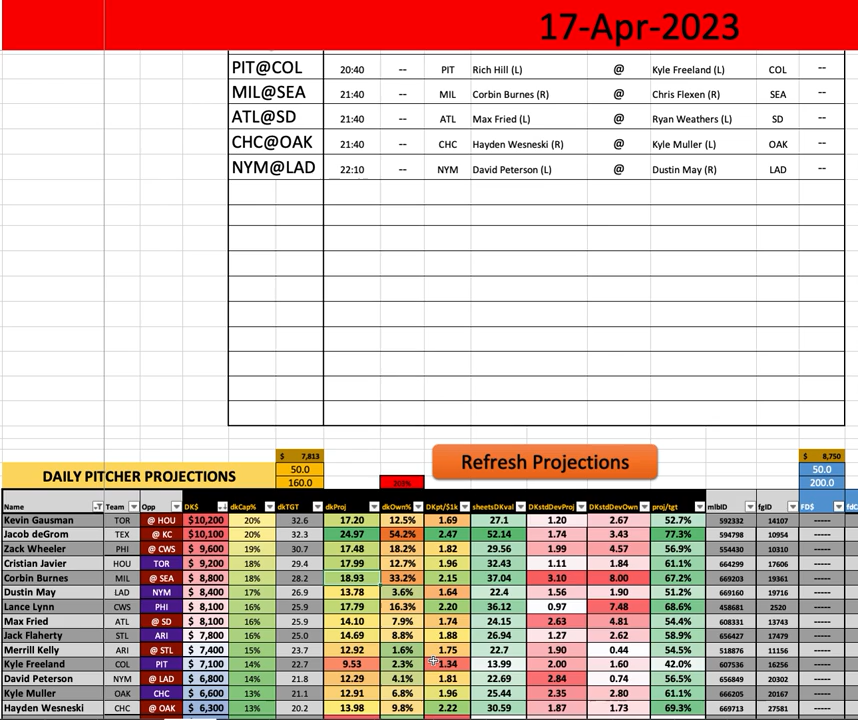 17-Apr-2023
PIT@COL 20:40 -- PIT Rich Hill (L) @ Kyle Freeland (L) COL --
MIL@SEA 21:40 -- MIL Corbin Burnes (R) @ Chris Flexen (R) SEA --
ATL@SD 21:40 -- ATL Max Fried (L) @ Ryan Weathers (L) SD --
CHC@OAK 21:40 -- CHC Hayden Wesneski (R) @ Kyle Muller (L) OAK --
NYM@LAD 22:10 -- NYM David Peterson (L) @ Dustin May (R) LAD --
$ 7,813 $ 8,750
DAILY PITCHER PROJECTIONS 50.0 Refresh Projections 50.0
160.0 203% 200.0
Name Team Opp DK$ dkCap% dkTGT dkProj dkOwn% DKpt/$1k sheetsDKval DKstdDevProj DKstdDevOwn proj/tgt mlbID fgID FD$
Kevin Gausman TOR @ HOU $10,200 20% 32.6 17.20 12.5% 1.69 27.1 1.20 2.67 52.7% 592332 14107 -----
Jacob deGrom TEX @ KC $10,100 20% 32.3 24.97 54.2% 2.47 52.14 1.74 3.43 77.3% 594798 10954 -----
Zack Wheeler PHI @ CWS $ 9,600 19% 30.7 17.48 18.2% 1.82 29.56 1.99 4.57 56.9% 554430 10310 -----
Cristian Javier HOU TOR $ 9,200 18% 29.4 17.99 12.7% 1.96 32.43 1.11 1.84 61.1% 664299 17606 -----
Corbin Burnes MIL @ SEA $ 8,800 18% 28.2 18.93 33.2% 2.15 37.04 3.10 8.00 67.2% 669203 19361 -----
Dustin May LAD NYM $ 8,400 17% 26.9 13.78 3.6% 1.64 22.4 1.56 1.90 51.2% 669160 19716 -----
Lance Lynn CWS PHI $ 8,100 16% 25.9 17.79 16.3% 2.20 36.12 0.97 7.48 68.6% 458681 2520 -----
Max Fried ATL @ SD $ 8,100 16% 25.9 14.10 7.9% 1.74 24.15 2.63 4.81 54.4% 608331 13743 -----
Jack Flaherty STL ARI $ 7,800 16% 25.0 14.69 8.8% 1.88 26.94 1.27 2.62 58.9% 656427 17479 -----
Merrill Kelly ARI @ STL $ 7,400 15% 23.7 12.92 1.6% 1.75 22.7 1.90 0.44 54.5% 518876 11156 -----
Kyle Freeland COL PIT $ 7,100 14% 22.7 9.53 2.3% 1.34 13.99 2.00 1.60 42.0% 607536 16256 -----
David Peterson NYM @ LAD $ 6,800 14% 21.8 12.29 4.1% 1.81 22.69 2.84 0.74 56.5% 656849 20302 -----
Kyle Muller OAK CHC $ 6,600 13% 21.1 12.91 6.8% 1.96 25.44 2.35 2.80 61.1% 666205 20167 -----
Hayden Wesneski CHC @ OAK $ 6,300 13% 20.2 13.98 9.8% 2.22 30.59 1.87 1.73 69.3% 669713 27581 -----